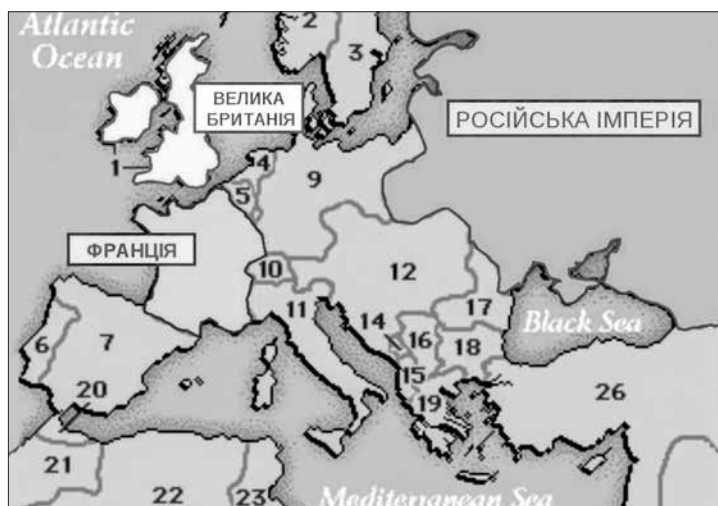 Atlantic
Ocean
2
3
ВЕЛИКА
БРИТАНІЯ
РОСІЙСЬКА ІМПЕРІЯ
1
4
5
9
ФРАНЦІЯ
10
12
11
17
14
16
Black Sea
18
15
6
7
20
19
26
21
22
23
Mediterranean Sea